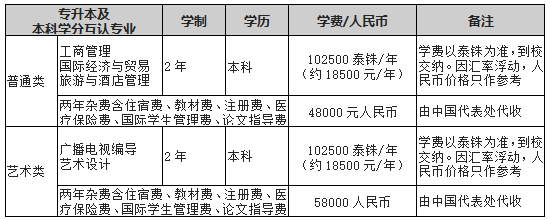 专升本及
本科学分互认专业
学制
学历
学费/人民币
备注
普通类
工商管理
国际经济与贸易
旅游与酒店管理
2年
本科
102500泰铢/年
(约18500元/年)
学费以泰铢为准,到校
交纳。因汇率浮动,人
民币价格只作参考
两年杂费含住宿费、教材费、注册费、医
疗保险费、国际学生管理费、论文指导费
48000元人民币
由中国代表处代收
艺术类
广播电视编导
艺术设计
2年
本科
102500泰铢/年
(约18500元/年)
学费以泰铢为准,到校
交纳。因汇率浮动,人
民币价格只作参考
两年杂费含住宿费、教材费、注册费、医
疗保险费、国际学生管理费、论文指导费
58000人民币
由中国代表处代收